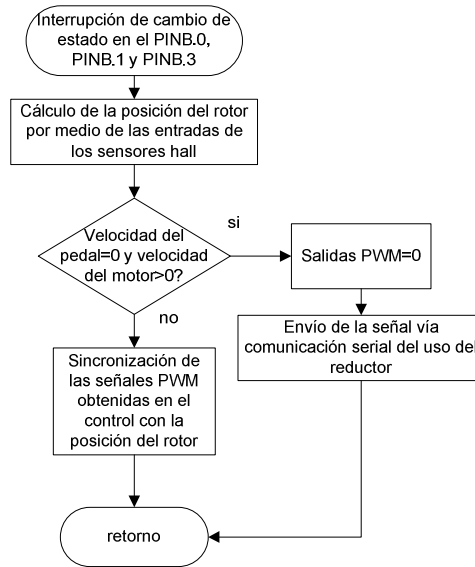 Interrupción de cambio de
estado en el PINB.0,
PINB.1 y PINB.3
Cálculo de la posición del rotor
por medio de las entradas de
los sensores hall
Velocidad del
pedal=0 y velocidad
del motor>0?
si
Salidas PWM=0
no
Envío de la señal vía
comunicación serial del uso del
reductor
Sincronización de
las señales PWM
obtenidas en el
control con la
posición del rotor
retorno